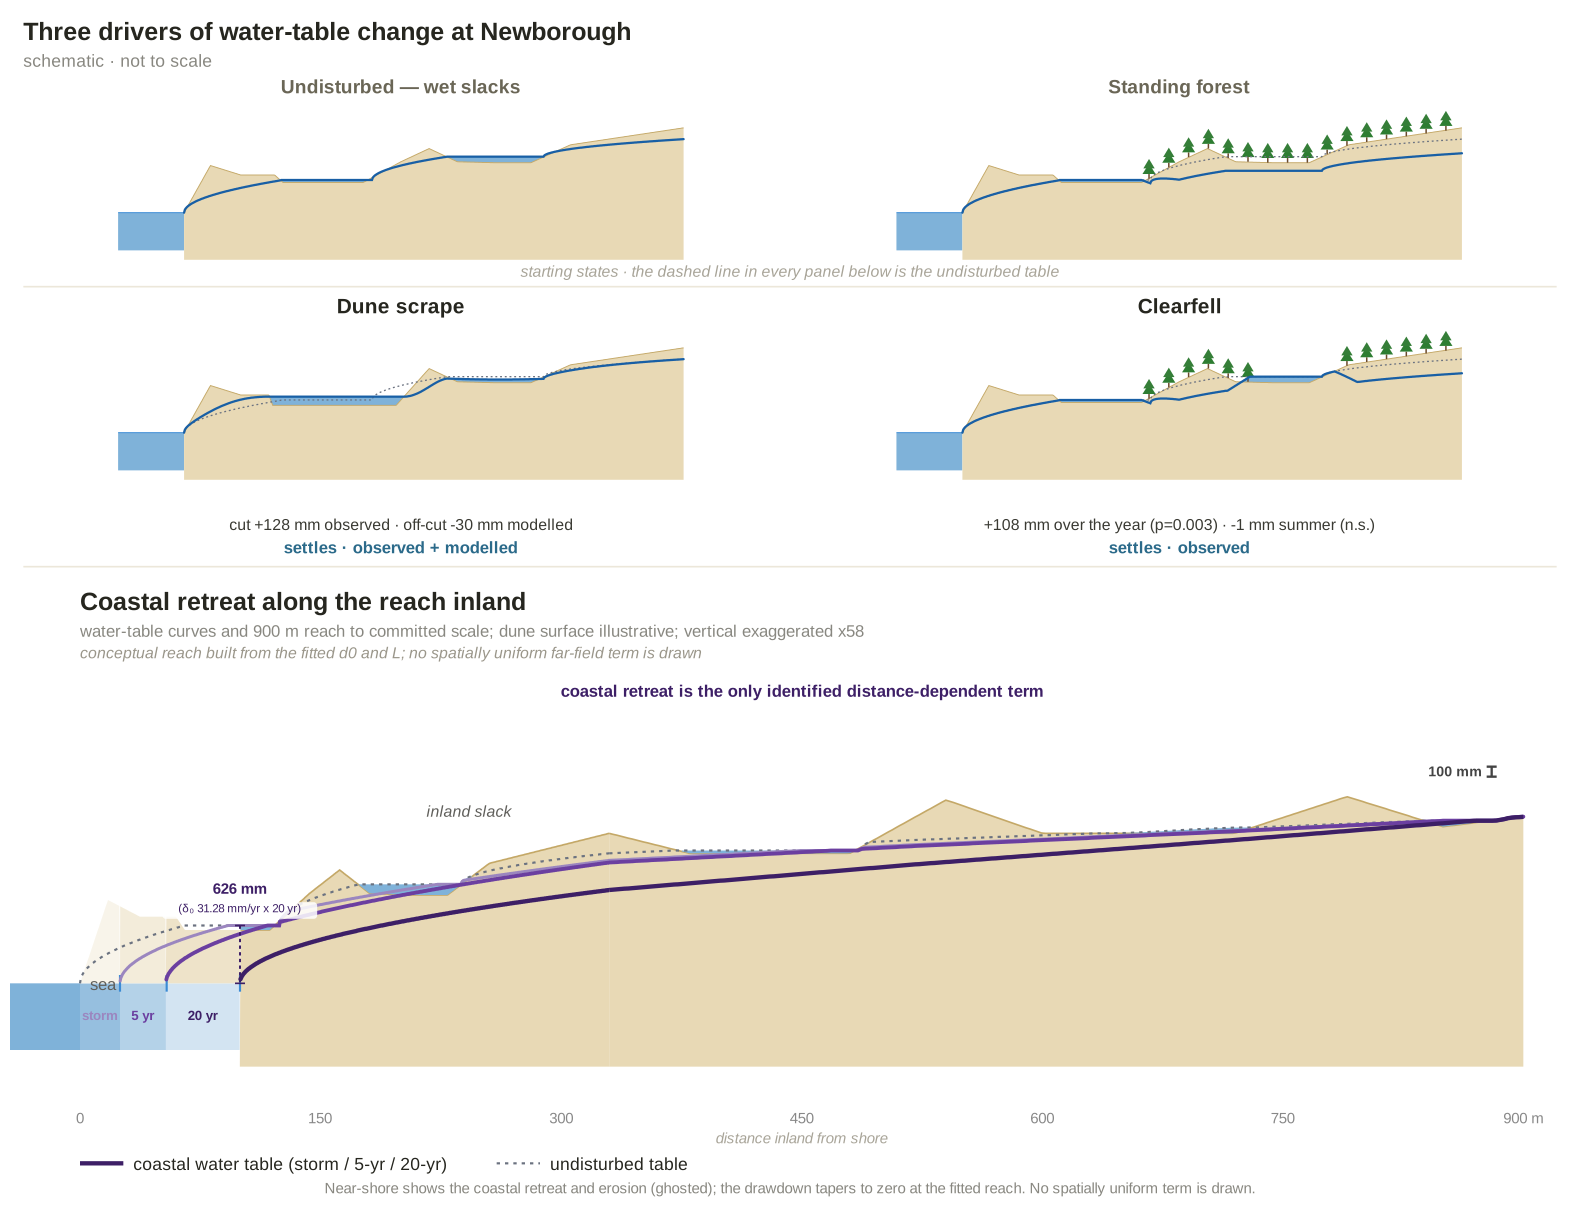 Three drivers of water-table change at Newborough
schematic · not to scale
Undisturbed — wet slacks
Standing forest
starting states · the dashed line in every panel below is the undisturbed table
Dune scrape
Clearfell
cut +128 mm observed · off-cut -30 mm modelled
+108 mm over the year (p=0.003) · -1 mm summer (n.s.)
settles · observed + modelled
settles · observed
Coastal retreat along the reach inland
water-table curves and 900 m reach to committed scale; dune surface illustrative; vertical exaggerated x58
conceptual reach built from the fitted d0 and L; no spatially uniform far-field term is drawn
coastal retreat is the only identified distance-dependent term
100 mm
inland slack
626 mm
(δ₀ 31.28 mm/yr x 20 yr)
sea
storm 5 yr 20 yr
0 150 300 450 600 750 900 m
distance inland from shore
coastal water table (storm / 5-yr / 20-yr) undisturbed table
Near-shore shows the coastal retreat and erosion (ghosted); the drawdown tapers to zero at the fitted reach. No spatially uniform term is drawn.